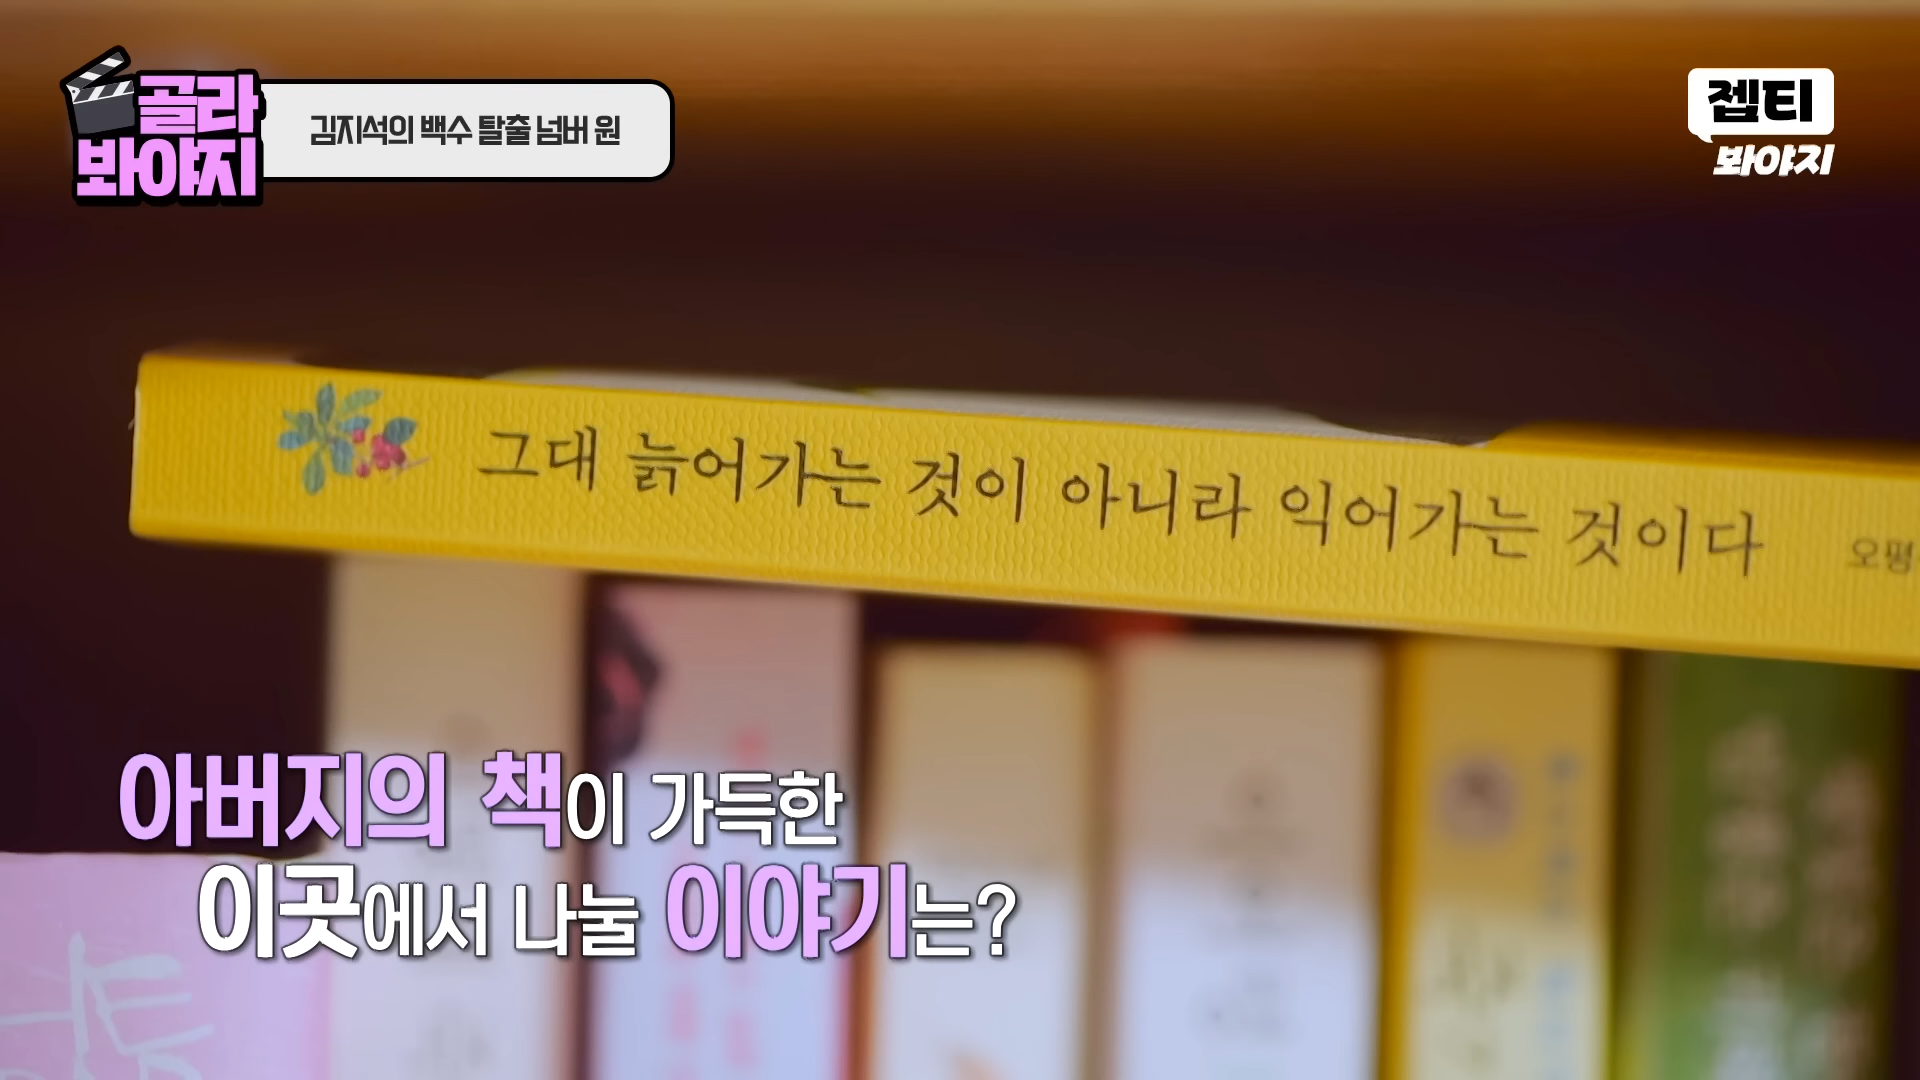 골라
봐야지
김지석의 백수 탈출 넘버 원
젭티
봐야지
그대 늙어가는 것이 아니라 익어가는 것이다
오평
아버지의 책이 가득한
이곳에서 나눌 이야기는?